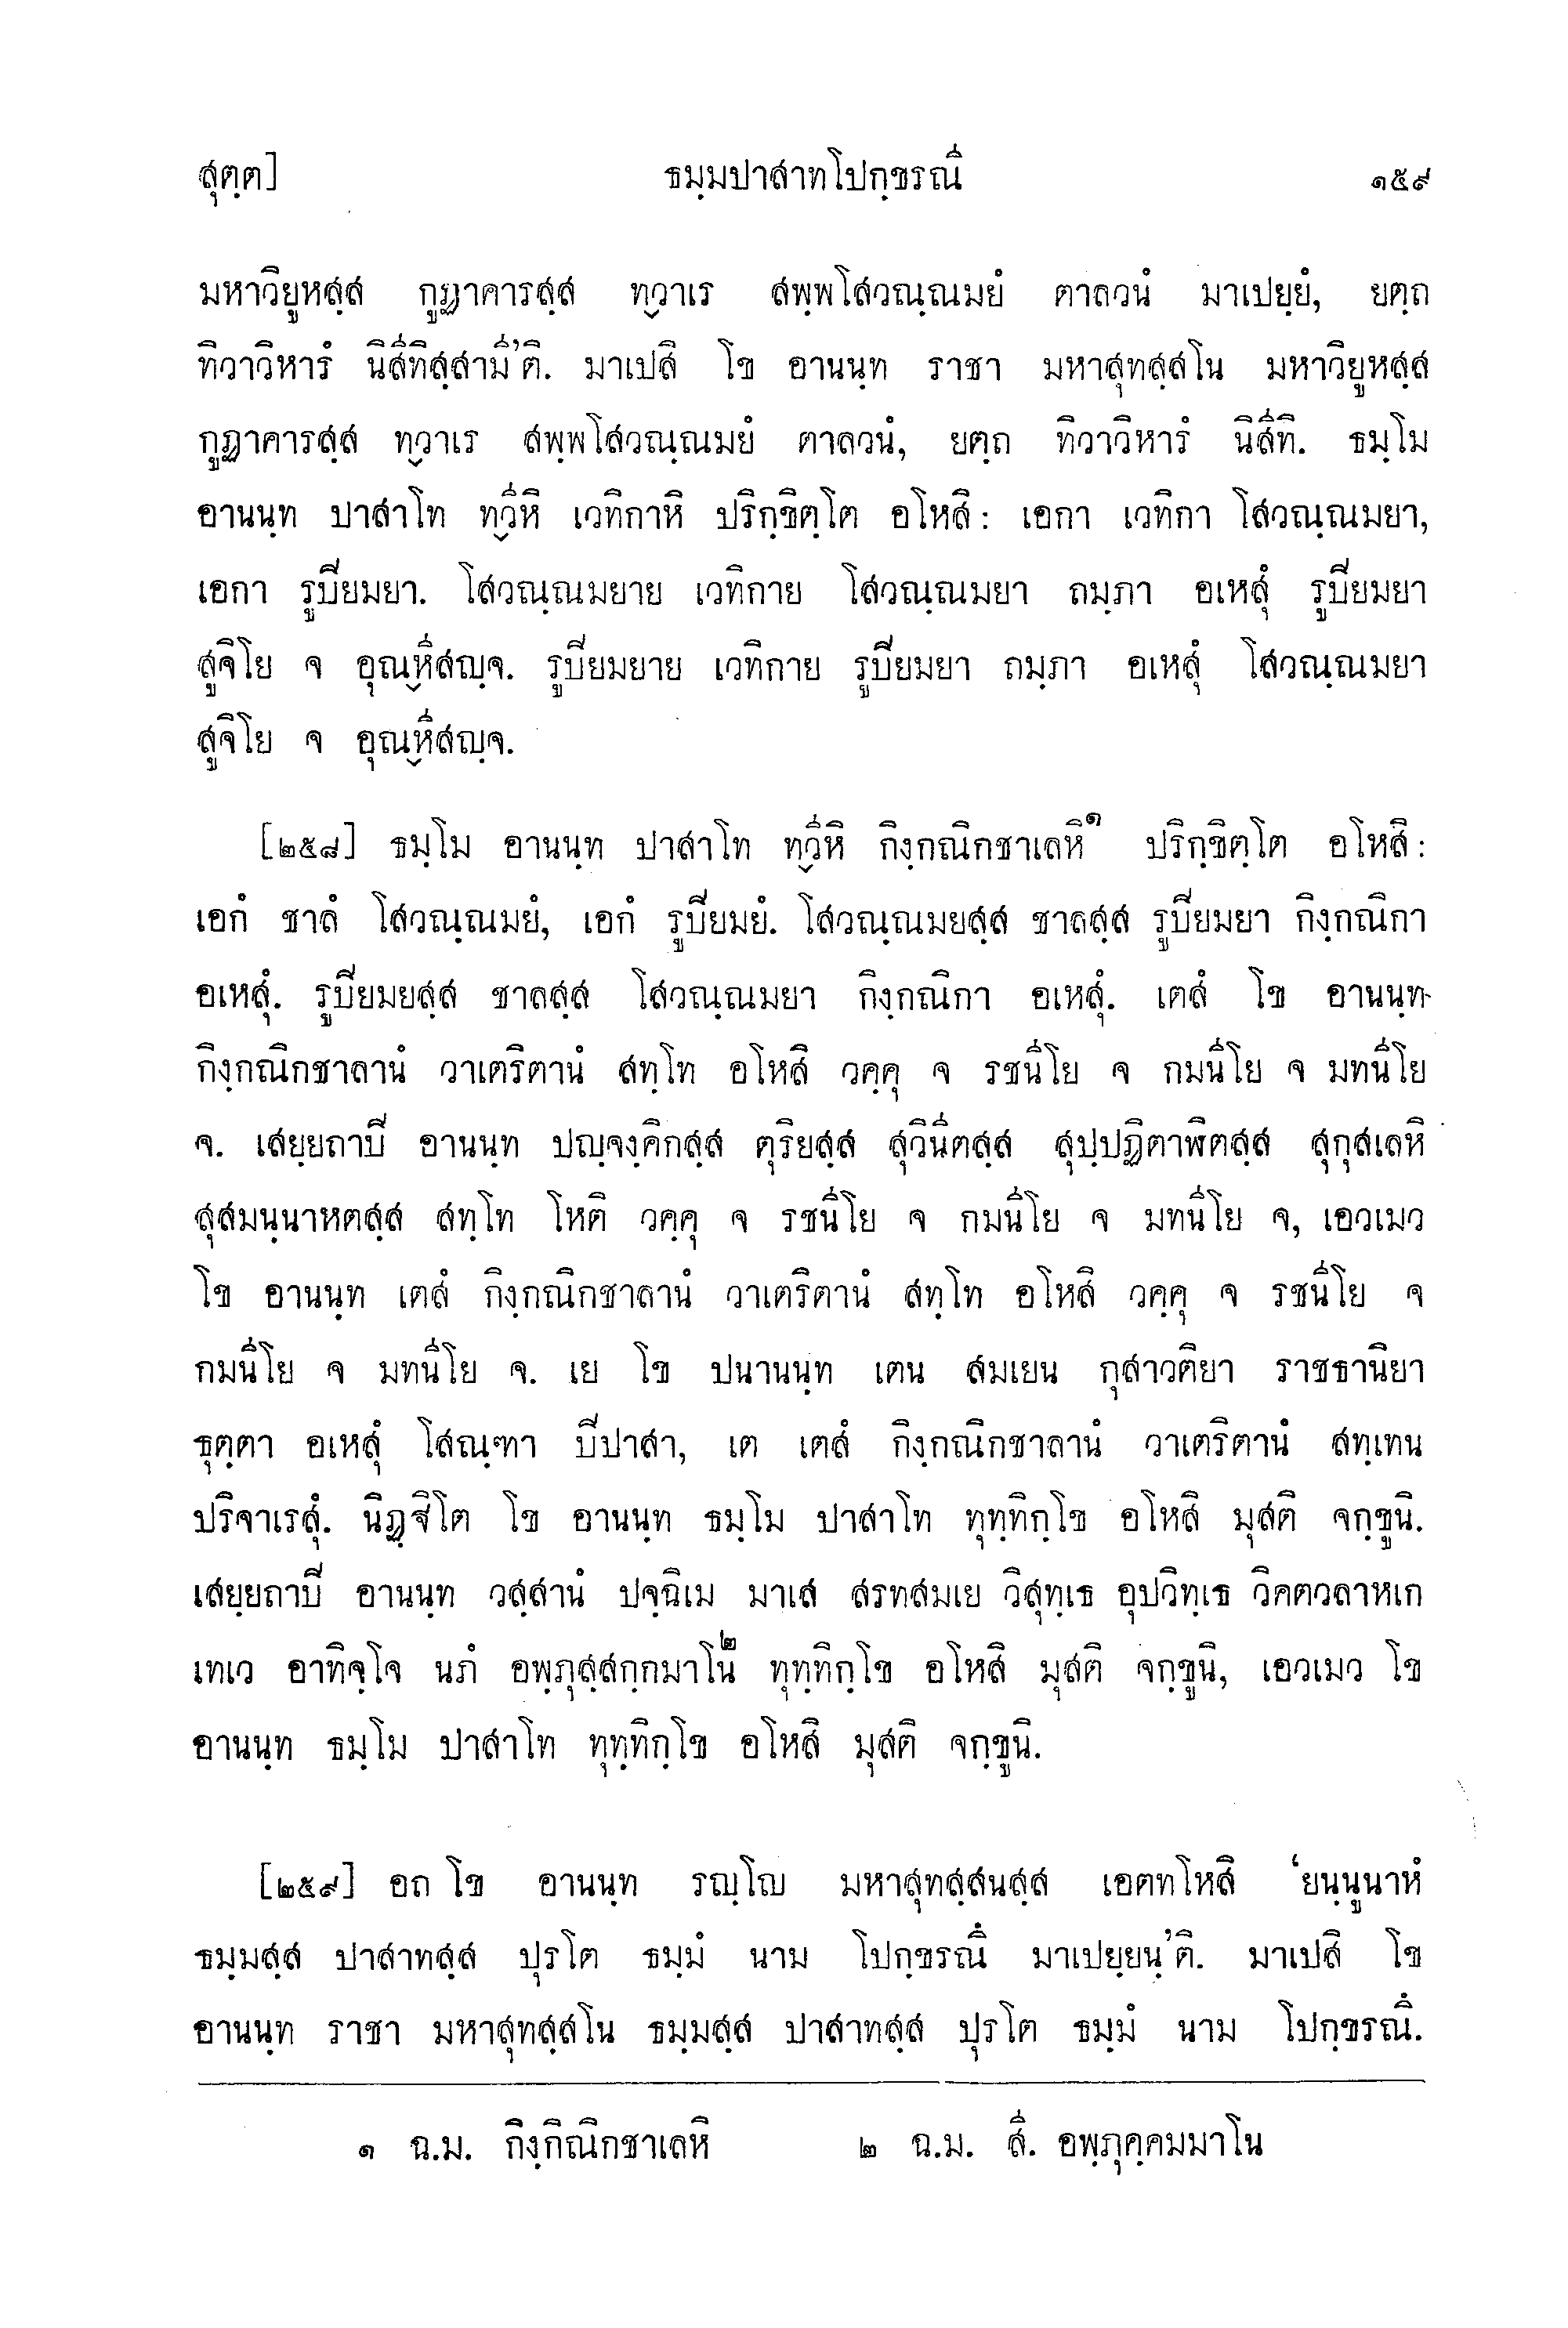 สุตฺต] ธมฺมปาสาทโปกฺขรณี ๑๕๙
มหาวิยูหสฺส กูฏาคารสฺส ทฺวาเร สพฺพโสวณฺณมยํ ตาลวนํ มาเปยฺยํ, ยตฺถ
ทิวาวิหารํ นิสีทิสฺสามี’ติ. มาเปสิ โข อานนฺท ราชา มหาสุทสฺสโน มหาวิยูหสฺส
กูฏาคารสฺส ทฺวาเร สพฺพโสวณฺณมยํ ตาลวนํ, ยตฺถ ทิวาวิหารํ นิสีทิ. ธมฺโม
อานนฺท ปาสาโท ทฺวีหิ เวทิกาหิ ปริกฺขิตฺโต อโหสิ: เอกา เวทิกา โสวณฺณมยา,
เอกา รูปิยมยา. โสวณฺณมยาย เวทิกาย โสวณฺณมยา ถมฺภา อเหสุํ รูปิยมยา
สูจิโย จ อุณฺหีสญฺจ. รูปิยมยาย เวทิกาย รูปิยมยา ถมฺภา อเหสุํ โสวณฺณมยา
สูจิโย จ อุณฺหีสญฺจ.
[๒๕๘] ธมฺโม อานนฺท ปาสาโท ทฺวีหิ กิงฺกณิกชาเลหิ๑ ปริกฺขิตฺโต อโหสิ:
เอกํ ชาลํ โสวณฺณมยํ, เอกํ รูปิยมยํ. โสวณฺณมยสฺส ชาลสฺส รูปิยมยา กิงฺกณิกา
อเหสุํ. รูปิยมยสฺส ชาลสฺส โสวณฺณมยา กิงฺกณิกา อเหสุํ. เตสํ โข อานนฺท
กิงฺกณิกชาลานํ วาเตริตานํ สทฺโท อโหสิ วคฺคุ จ รชนีโย จ กมนีโย จ มทนีโย
จ. เสยฺยถาปิ อานนฺท ปญฺจงฺคิกสฺส ตุริยสฺส สุวินีตสฺส สุปฺปฏิตาฬิตสฺส สุกุสเลหิ
สุสมนฺนาหตสฺส สทฺโท โหติ วคฺคุ จ รชนีโย จ กมนีโย จ มทนีโย จ, เอวเมว
โข อานนฺท เตสํ กิงฺกณิกชาลานํ วาเตริตานํ สทฺโท อโหสิ วคฺคุ จ รชนีโย จ
กมนีโย จ มทนีโย จ. เย โข ปนานนฺท เตน สมเยน กุสาวติยา ราชธานิยา
ธุตฺตา อเหสุํ โสณฺฑา ปิปาสา, เต เตสํ กิงฺกณิกชาลานํ วาเตริตานํ สทฺเทน
ปริจาเรสุํ. นิฏฺฐิโต โข อานนฺท ธมฺโม ปาสาโท ทุทฺทิกฺโข อโหสิ มุสติ จกฺขูนิ.
เสยฺยถาปิ อานนฺท วสฺสานํ ปจฺฉิเม มาเส สรทสมเย วิสุทฺเธ อุปวิทฺเธ วิคตวลาหเก
เทเว อาทิจฺโจ นภํ อพฺภุสฺสกฺกมาโน๒ ทุทฺทิกฺโข อโหสิ มุสติ จกฺขูนิ, เอวเมว โข
อานนฺท ธมฺโม ปาสาโท ทุทฺทิกฺโข อโหสิ มุสติ จกฺขูนิ.
[๒๕๙] อถ โข อานนฺท รญฺโญ มหาสุทสฺสนสฺส เอตทโหสิ ‘ยนฺนูนาหํ
ธมฺมสฺส ปาสาทสฺส ปุรโต ธมฺมํ นาม โปกฺขรณึ มาเปยฺยนฺ’ติ. มาเปสิ โข
อานนฺท ราชา มหาสุทสฺสโน ธมฺมสฺส ปาสาทสฺส ปุรโต ธมฺมํ นาม โปกฺขรณึ.
๑ ฉ.ม. กิงฺกิณิกชาเลหิ ๒ ฉ.ม. สี. อพฺภุคฺคมมาโน